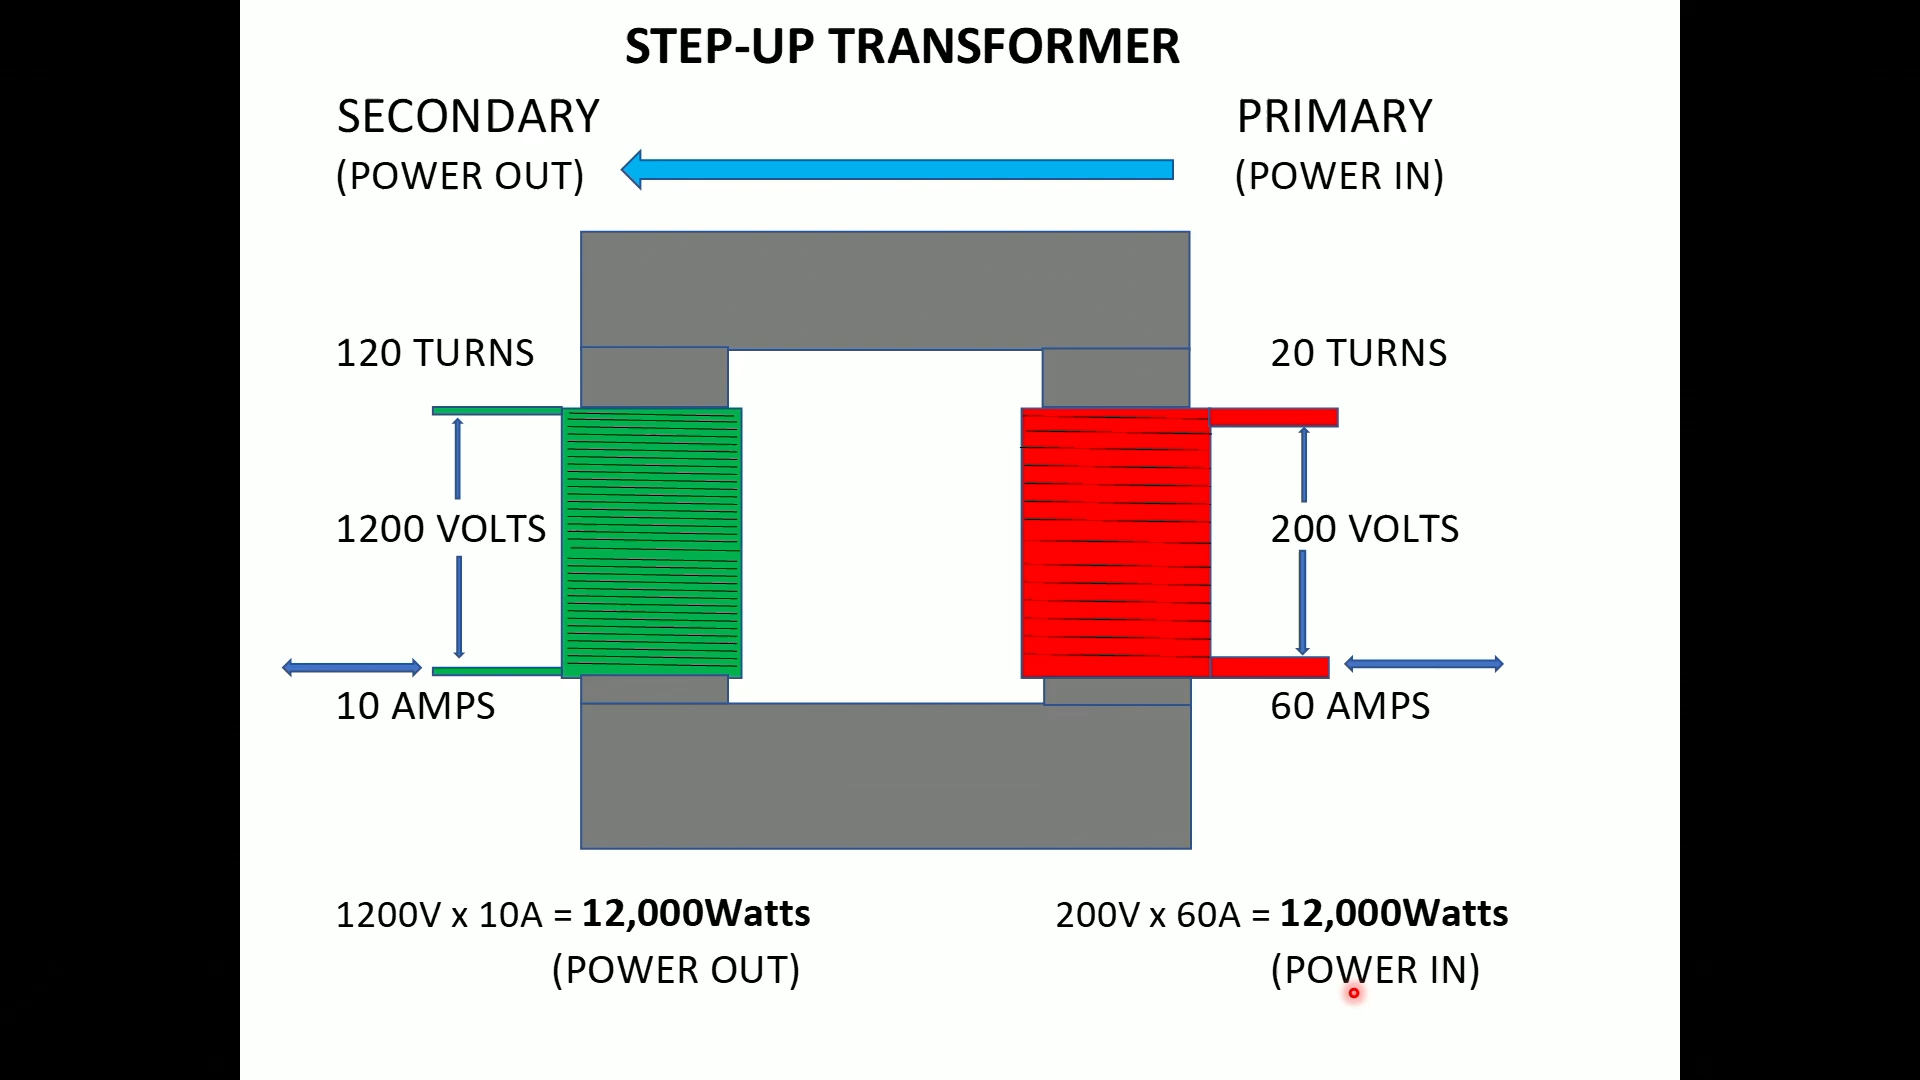 STEP-UP TRANSFORMER
SECONDARY
(POWER OUT)
PRIMARY
(POWER IN)
120 TURNS
20 TURNS
1200 VOLTS
200 VOLTS
10 AMPS
60 AMPS
1200V x 10A = 12,000Watts
(POWER OUT)
200V x 60A = 12,000Watts
(POWER IN)